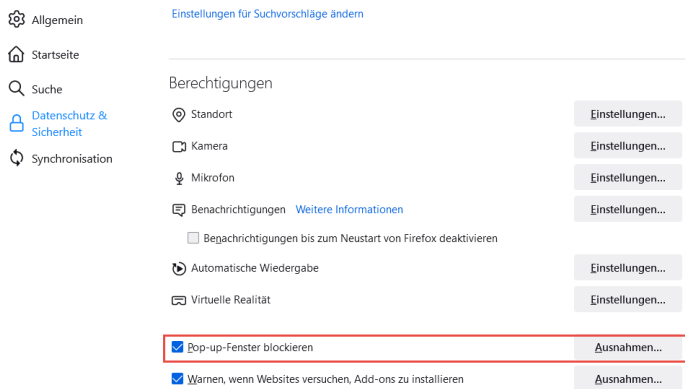 Allgemein
Startseite
Suche
Datenschutz &
Sicherheit
Synchronisation
Einstellungen für Suchvorschläge ändern
Berechtigungen
Standort Einstellungen...
Kamera Einstellungen...
Mikrofon Einstellungen...
Benachrichtigungen Weitere Informationen Einstellungen...
Benachrichtigungen bis zum Neustart von Firefox deaktivieren
Automatische Wiedergabe Einstellungen...
Virtuelle Realität Einstellungen...
Pop-up-Fenster blockieren Ausnahmen...
Warnen, wenn Websites versuchen, Add-ons zu installieren Ausnahmen...